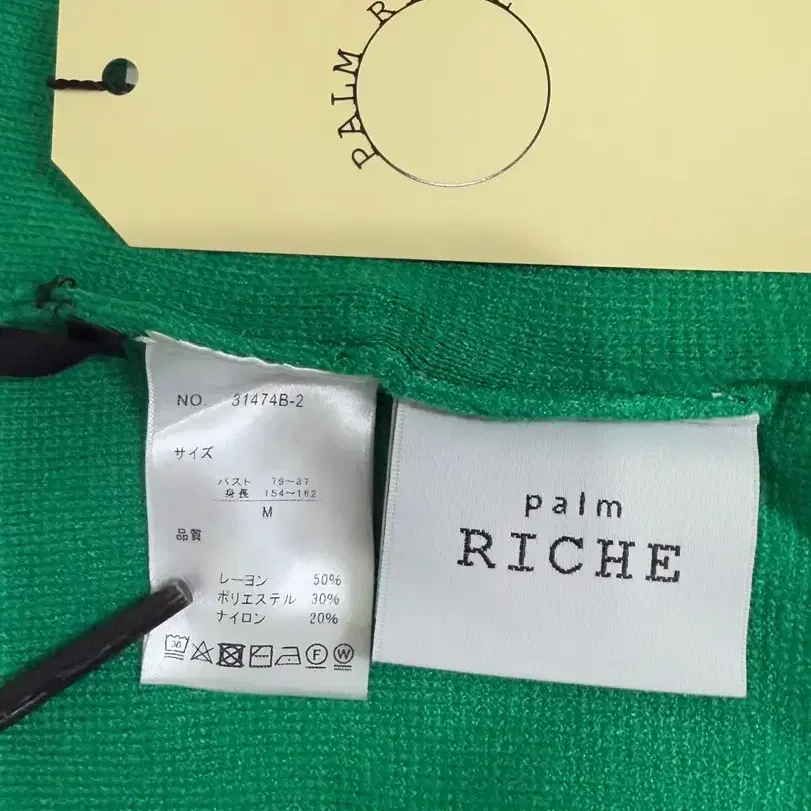 PALM R
NO. 31474B-2
サイズ
バスト 79~87
身長 154~162
M
品質
レーヨン 50%
ポリエステル 30%
ナイロン 20%
30
F
W
palm
RICHE